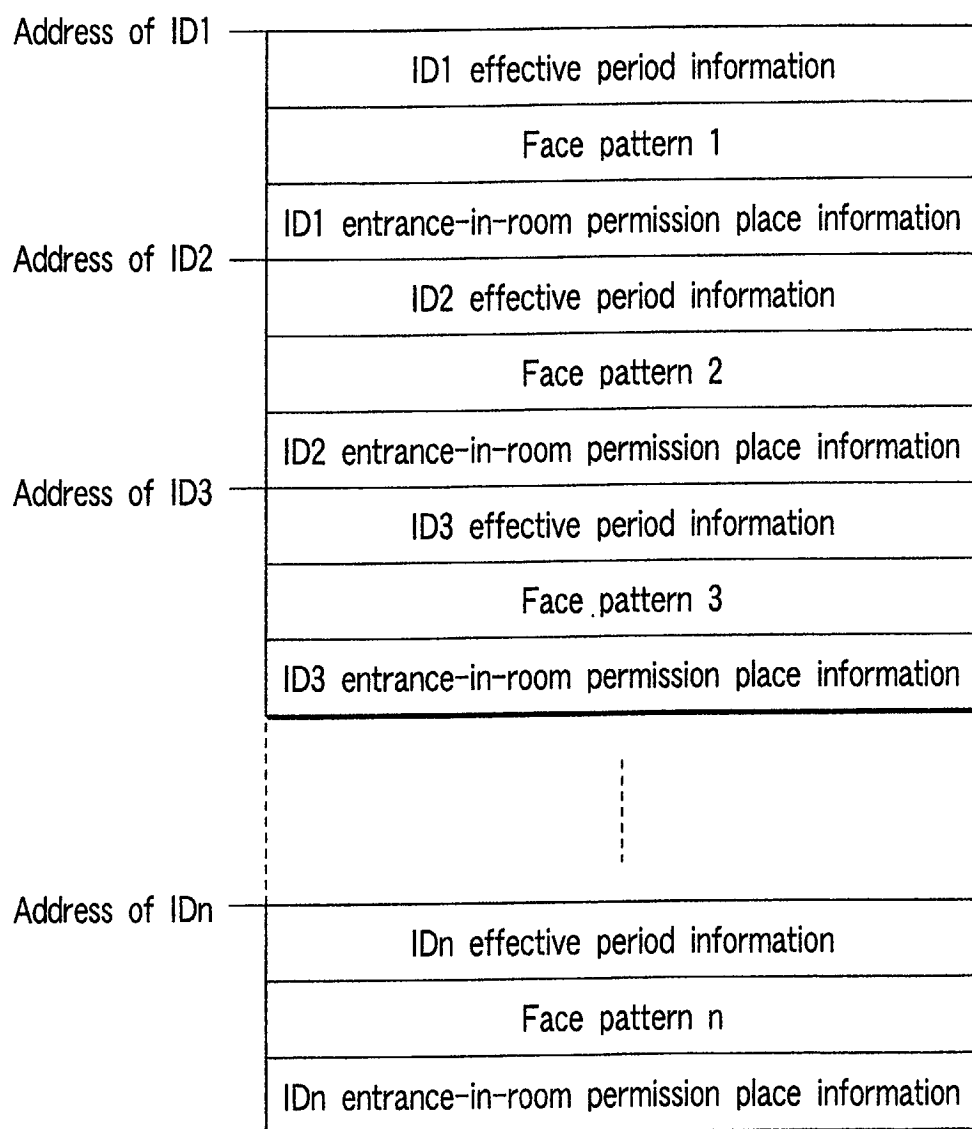 Address of ID1
ID1 effective period information
Face pattern 1
ID1 entrance-in-room permission place information
Address of ID2
ID2 effective period information
Face pattern 2
ID2 entrance-in-room permission place information
Address of ID3
ID3 effective period information
Face pattern 3
ID3 entrance-in-room permission place information
Address of IDn
IDn effective period information
Face pattern n
IDn entrance-in-room permission place information